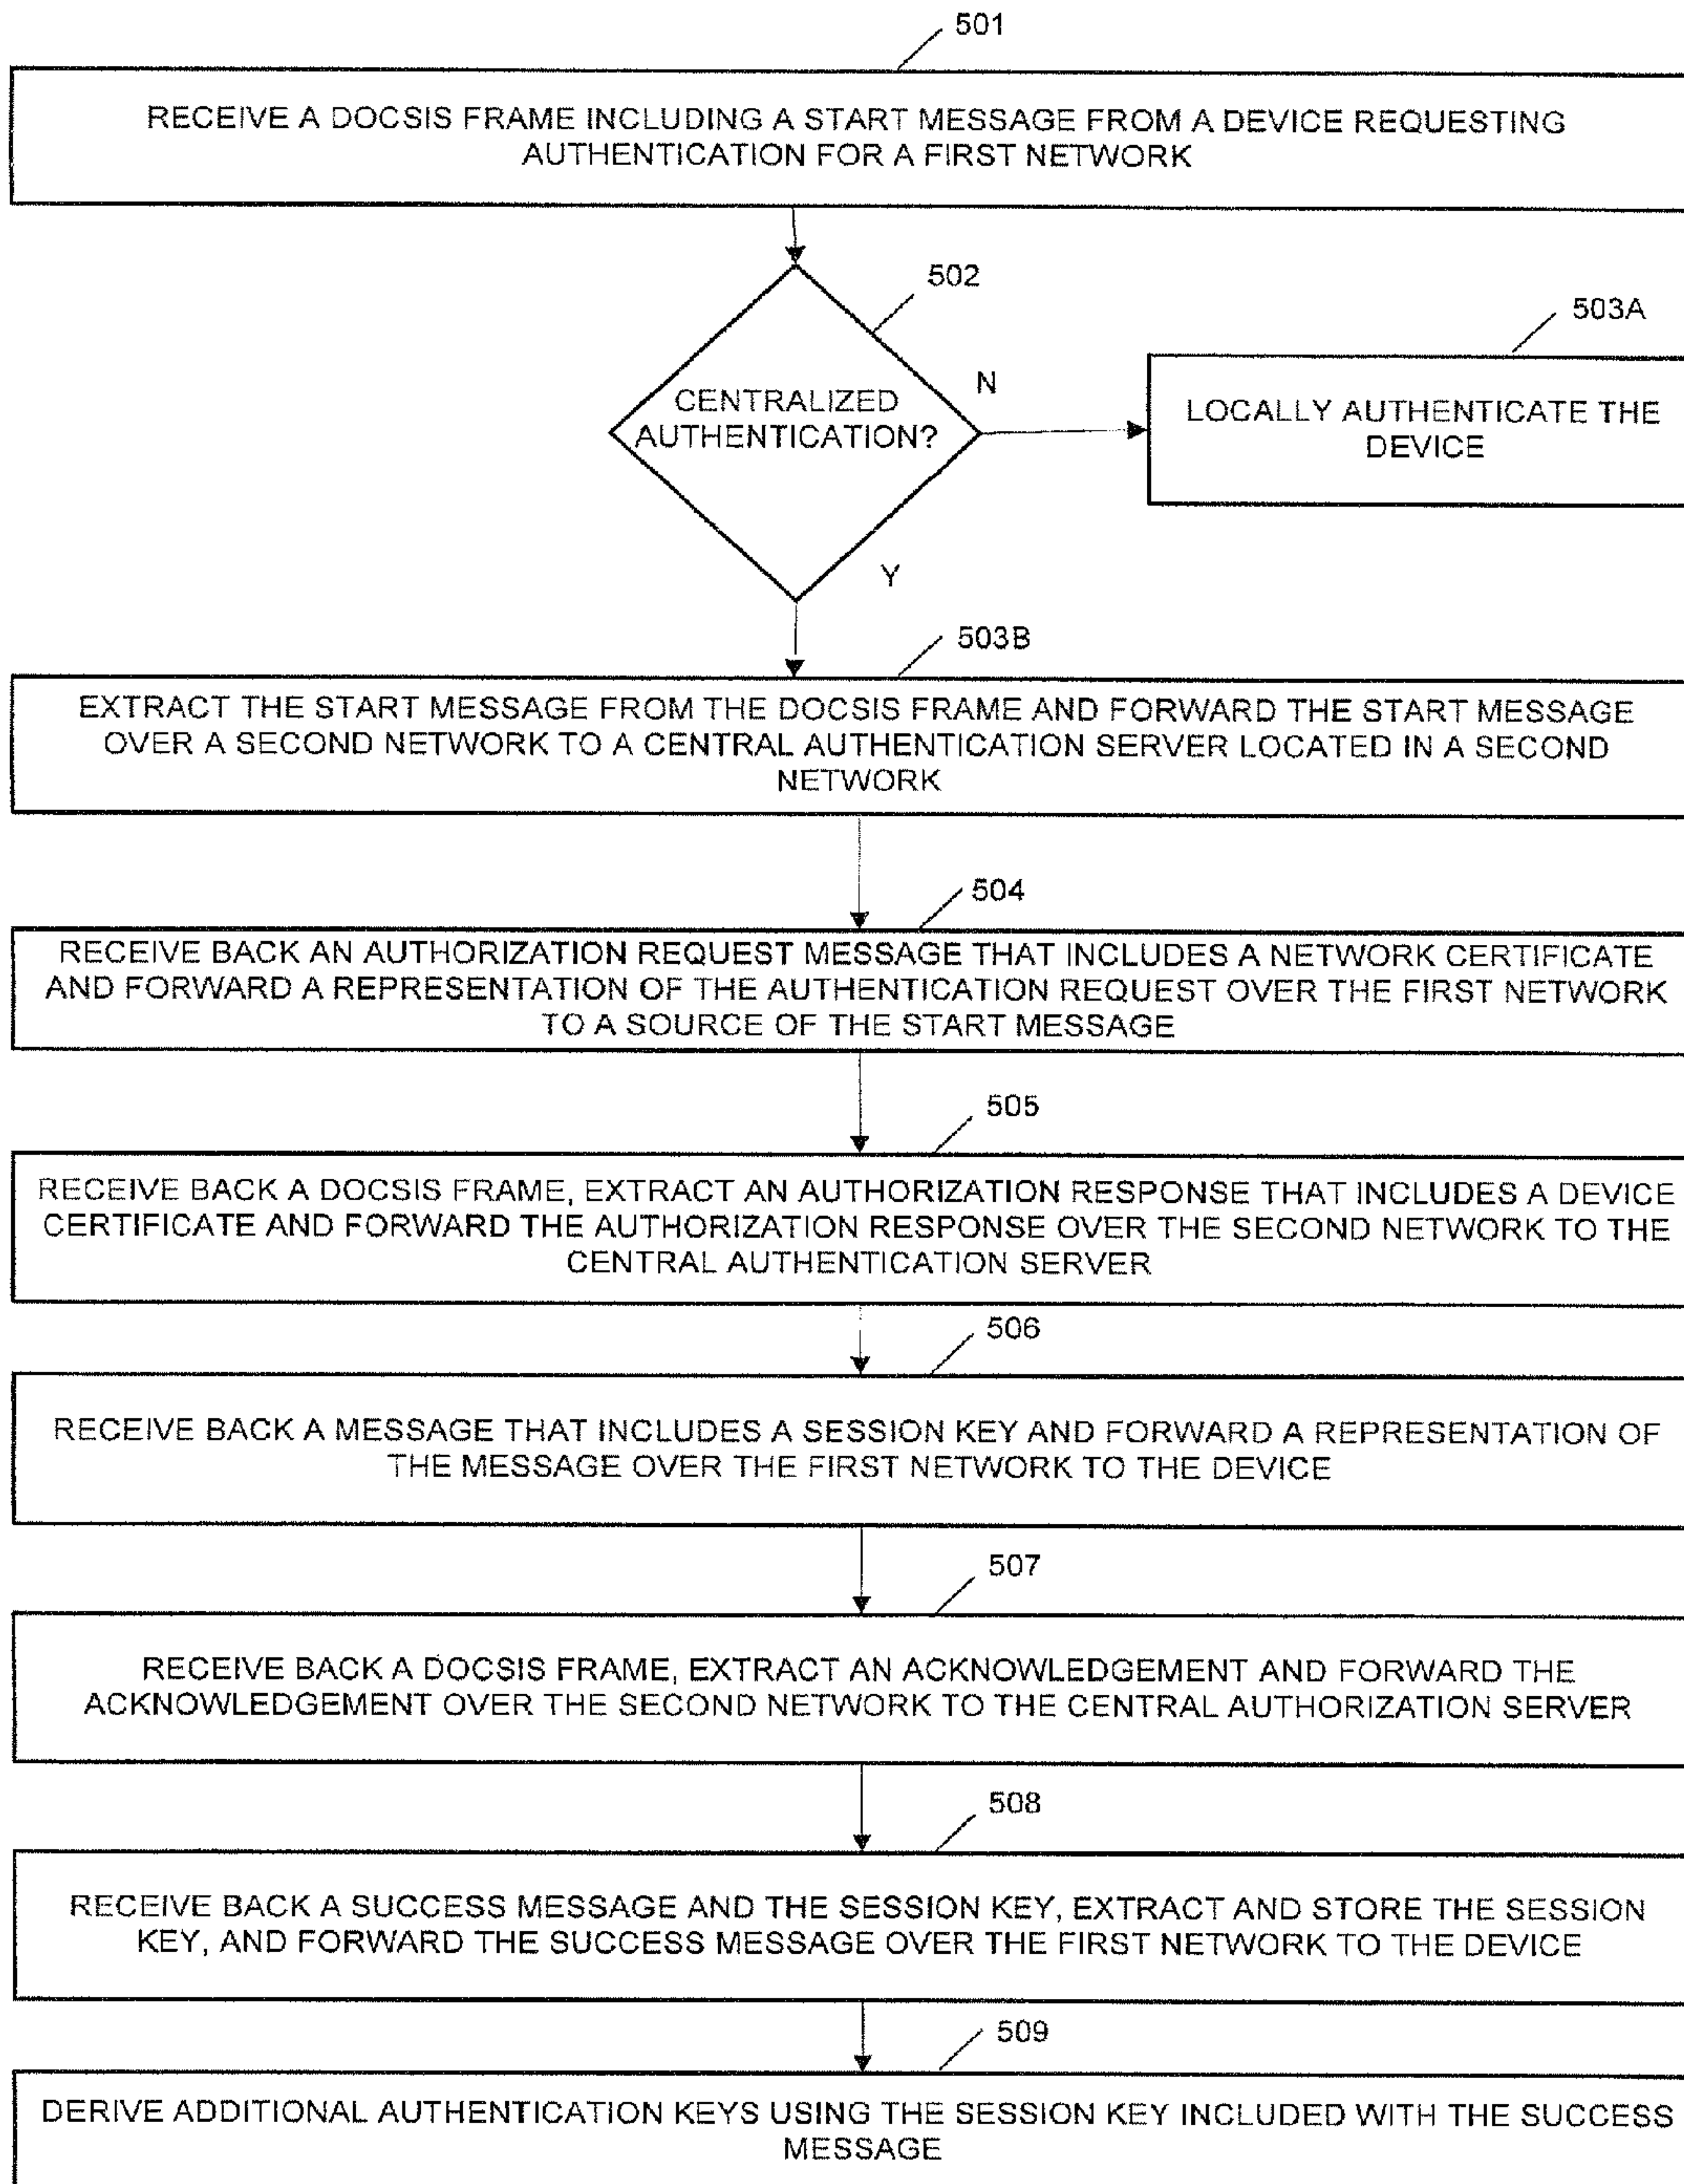 501
RECEIVE A DOCSIS FRAME INCLUDING A START MESSAGE FROM A DEVICE REQUESTING
AUTHENTICATION FOR A FIRST NETWORK
502
503A
CENTRALIZED
AUTHENTICATION?
N
LOCALLY AUTHENTICATE THE
DEVICE
Y
503B
EXTRACT THE START MESSAGE FROM THE DOCSIS FRAME AND FORWARD THE START MESSAGE
OVER A SECOND NETWORK TO A CENTRAL AUTHENTICATION SERVER LOCATED IN A SECOND
NETWORK
504
RECEIVE BACK AN AUTHORIZATION REQUEST MESSAGE THAT INCLUDES A NETWORK CERTIFICATE
AND FORWARD A REPRESENTATION OF THE AUTHENTICATION REQUEST OVER THE FIRST NETWORK
TO A SOURCE OF THE START MESSAGE
505
RECEIVE BACK A DOCSIS FRAME, EXTRACT AN AUTHORIZATION RESPONSE THAT INCLUDES A DEVICE
CERTIFICATE AND FORWARD THE AUTHORIZATION RESPONSE OVER THE SECOND NETWORK TO THE
CENTRAL AUTHENTICATION SERVER
506
RECEIVE BACK A MESSAGE THAT INCLUDES A SESSION KEY AND FORWARD A REPRESENTATION OF
THE MESSAGE OVER THE FIRST NETWORK TO THE DEVICE
507
RECEIVE BACK A DOCSIS FRAME, EXTRACT AN ACKNOWLEDGEMENT AND FORWARD THE
ACKNOWLEDGEMENT OVER THE SECOND NETWORK TO THE CENTRAL AUTHORIZATION SERVER
508
RECEIVE BACK A SUCCESS MESSAGE AND THE SESSION KEY, EXTRACT AND STORE THE SESSION
KEY, AND FORWARD THE SUCCESS MESSAGE OVER THE FIRST NETWORK TO THE DEVICE
509
DERIVE ADDITIONAL AUTHENTICATION KEYS USING THE SESSION KEY INCLUDED WITH THE SUCCESS
MESSAGE